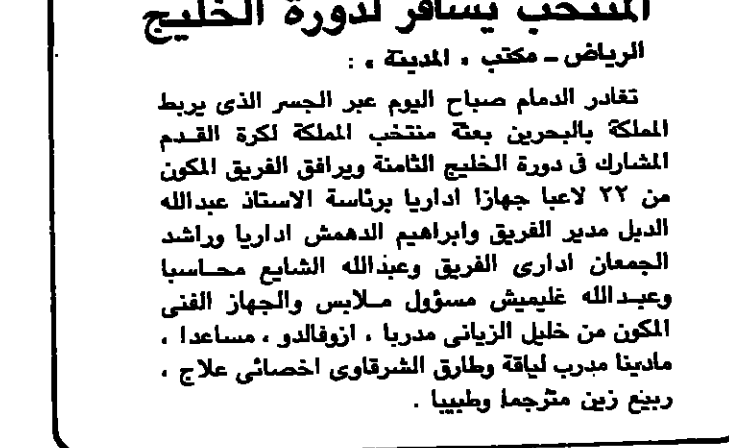 المنتخب يسافر لدورة الخليج
الرياض ــ مكتب « المدينة » :
تغادر الدمام صباح اليوم عبر الجسر الذى يربط
المملكة بالبحرين بعثة منتخب المملكة لكرة القدم
المشارك فى دورة الخليج الثامنة ويرافق الفريق المكون
من ٢٢ لاعبا جهازا اداريا برئاسة الاستاذ عبدالله
الدبل مدير الفريق وابراهيم الدهمش اداريا وراشد
الجمعان ادارى الفريق وعبدالله الشايع محاسبا
وعبدالله غليميش مسؤول ملابس والجهاز الفنى
المكون من خليل الزيانى مدربا ، ازوفالدو ، مساعدا ،
مادينا مدرب لياقة وطارق الشرقاوى اخصائى علاج ،
ربيع زين مترجما وطبيبا .